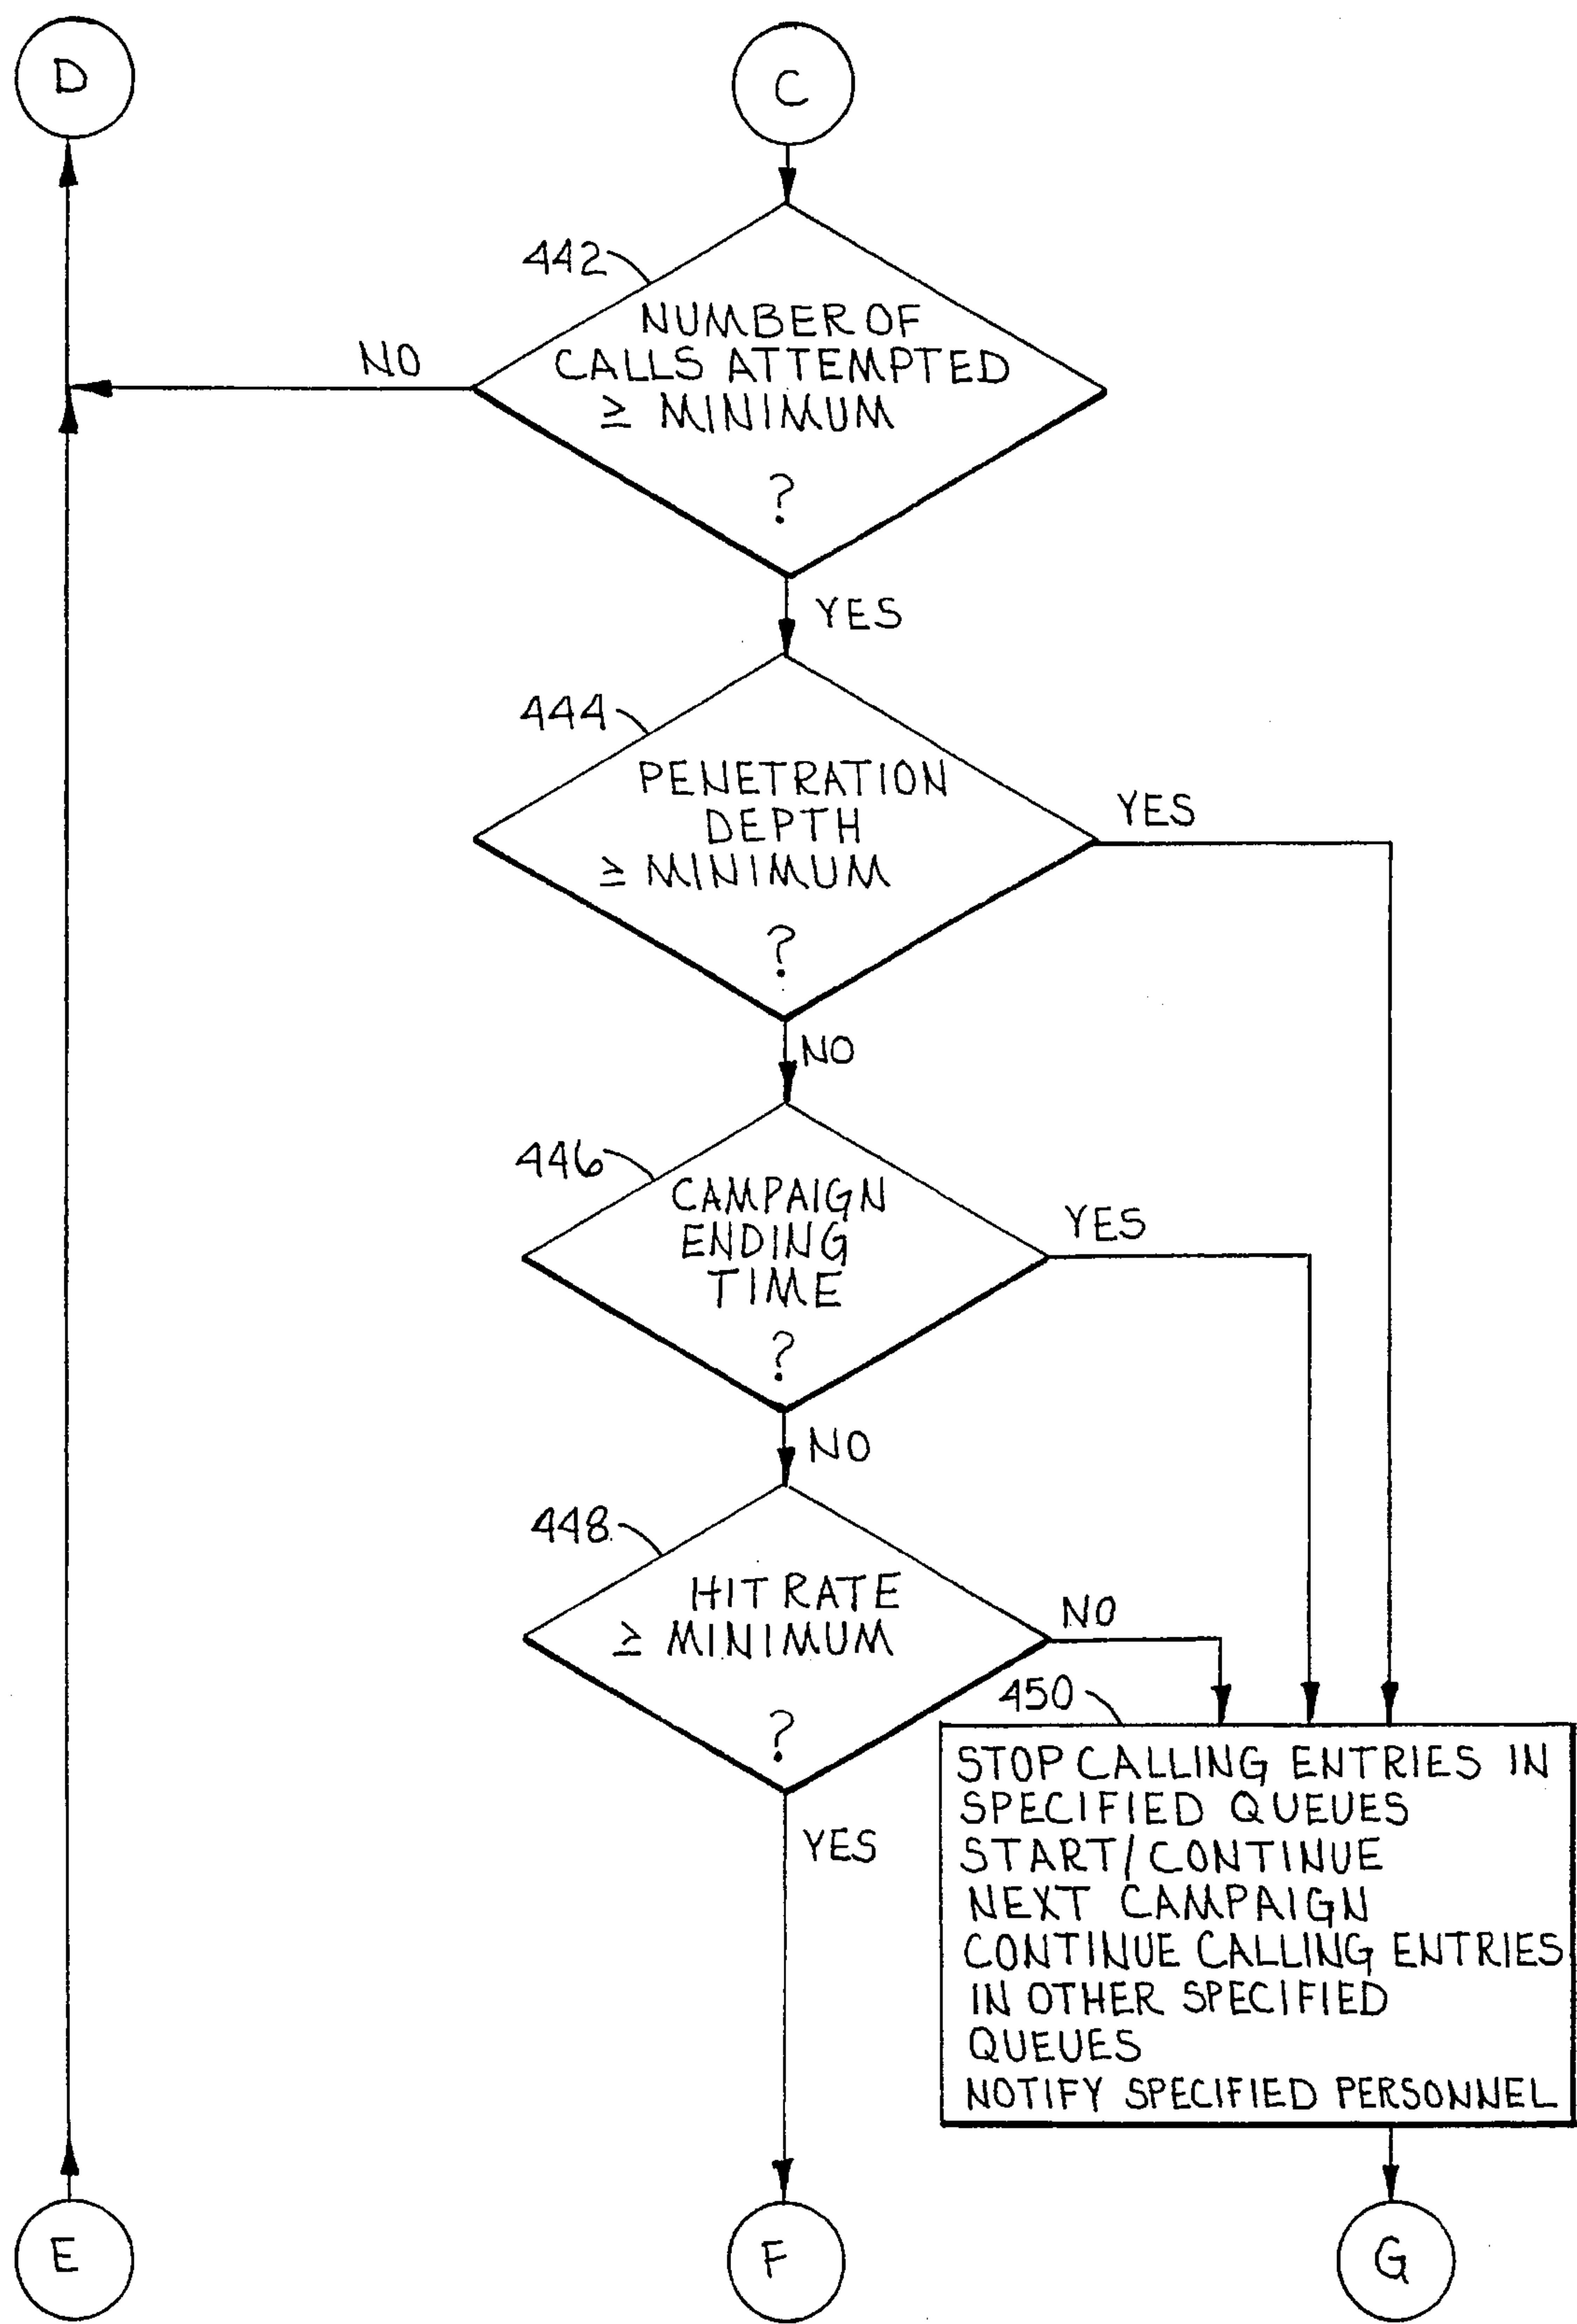 D
C
442
NUMBER OF
CALLS ATTEMPTED
≥ MINIMUM
?
NO
YES
444
PENETRATION
DEPTH
≥ MINIMUM
?
YES
NO
446
CAMPAIGN
ENDING
TIME
?
YES
NO
448
HIT RATE
≥ MINIMUM
?
NO
YES
450
STOP CALLING ENTRIES IN
SPECIFIED QUEUES
START/CONTINUE
NEXT CAMPAIGN
CONTINUE CALLING ENTRIES
IN OTHER SPECIFIED
QUEUES
NOTIFY SPECIFIED PERSONNEL
E
F
G